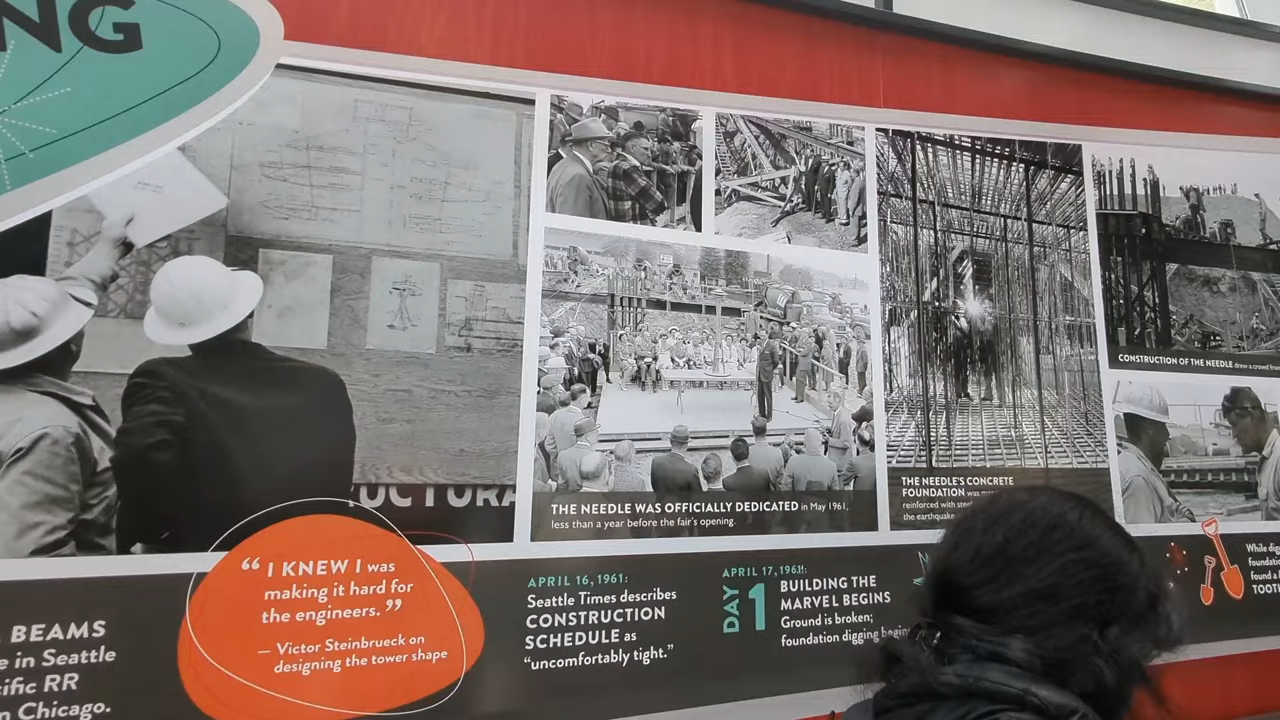 NG
UCTURA
THE NEEDLE WAS OFFICIALLY DEDICATED in May 1961,
less than a year before the fair's opening.
THE NEEDLE'S CONCRETE
FOUNDATION was
reinforced with
the earthquake
CONSTRUCTION OF THE NEEDLE drew a crowd
BEAMS
e in Seattle
cific RR
n Chicago.
“ I KNEW I was
making it hard for
the engineers. ”
— Victor Steinbrueck on
designing the tower shape
APRIL 16, 1961:
Seattle Times describes
CONSTRUCTION
SCHEDULE as
“uncomfortably tight.”
APRIL 17, 1961:
DAY 1
BUILDING THE
MARVEL BEGINS
Ground is broken;
foundation digging begins
While dig
foundatio
found a
TOOT